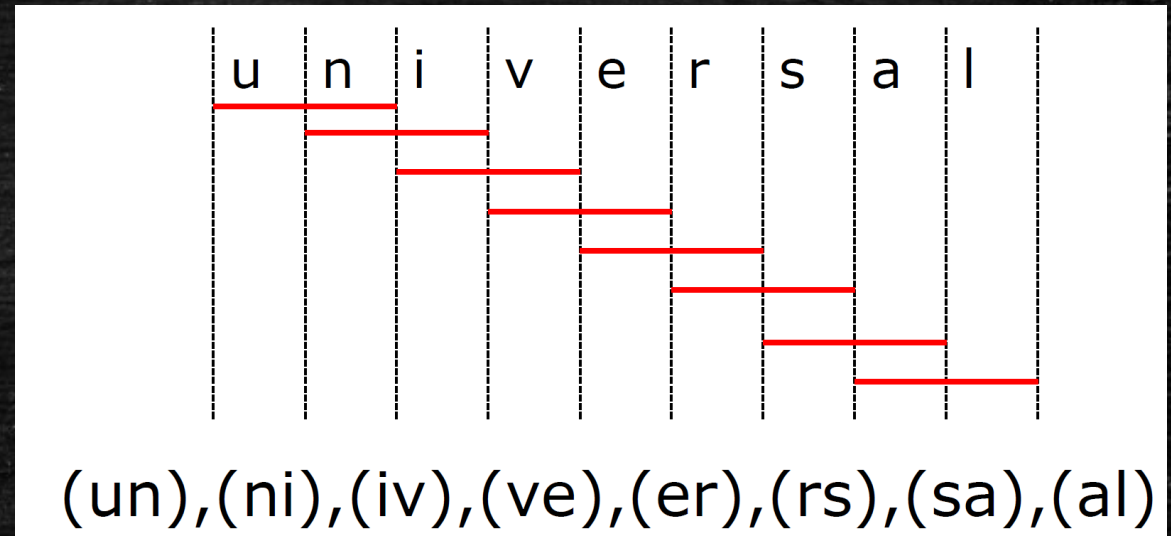 u n i v e r s a l
(un),(ni),(iv),(ve),(er),(rs),(sa),(al)